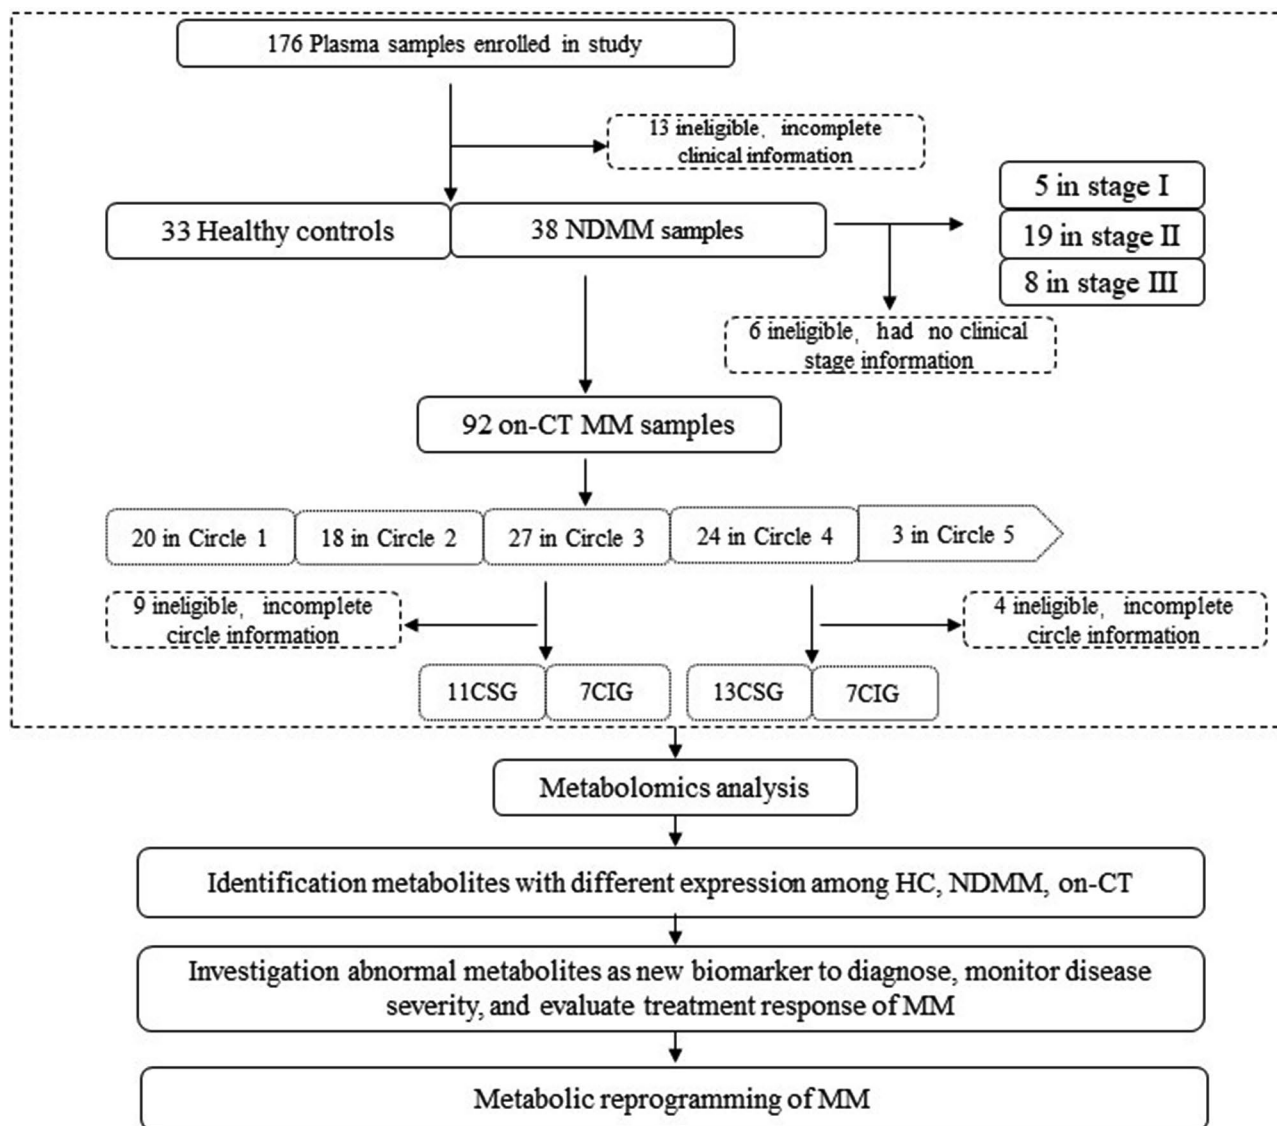 176 Plasma samples enrolled in study
13 ineligible, incomplete
clinical information
5 in stage I
33 Healthy controls
38 NDMM samples
19 in stage II
8 in stage III
6 ineligible, had no clinical
stage information
92 on-CT MM samples
20 in Circle 1
18 in Circle 2
27 in Circle 3
24 in Circle 4
3 in Circle 5
9 ineligible, incomplete
circle information
4 ineligible, incomplete
circle information
11CSG
7CIG
13CSG
7CIG
Metabolomics analysis
Identification metabolites with different expression among HC, NDMM, on-CT
Investigation abnormal metabolites as new biomarker to diagnose, monitor disease
severity, and evaluate treatment response of MM
Metabolic reprogramming of MM